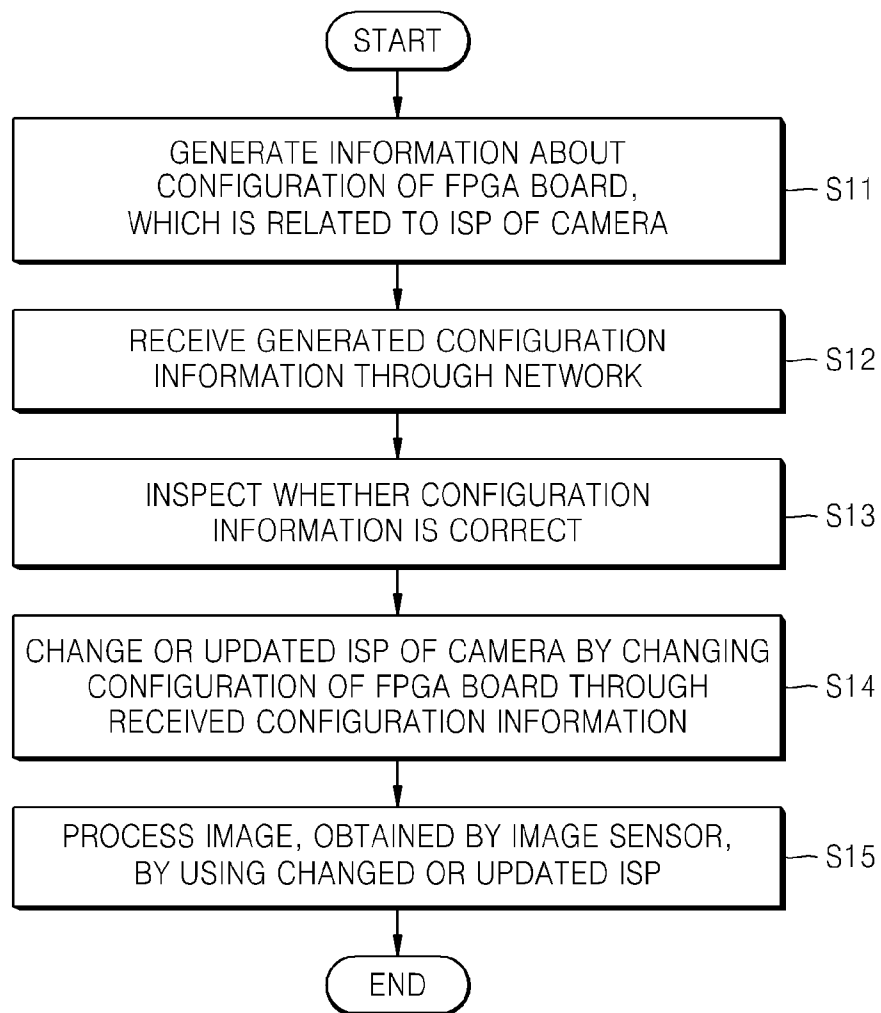 START
GENERATE INFORMATION ABOUT
CONFIGURATION OF FPGA BOARD,
WHICH IS RELATED TO ISP OF CAMERA
S11
RECEIVE GENERATED CONFIGURATION
INFORMATION THROUGH NETWORK
S12
INSPECT WHETHER CONFIGURATION
INFORMATION IS CORRECT
S13
CHANGE OR UPDATED ISP OF CAMERA BY CHANGING
CONFIGURATION OF FPGA BOARD THROUGH
RECEIVED CONFIGURATION INFORMATION
S14
PROCESS IMAGE, OBTAINED BY IMAGE SENSOR,
BY USING CHANGED OR UPDATED ISP
S15
END